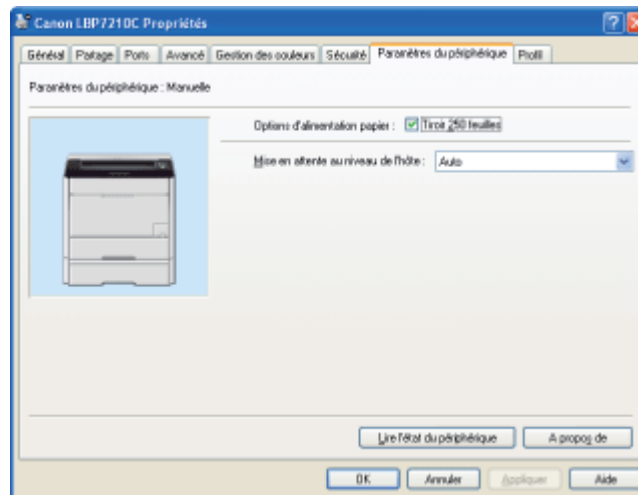 Canon LBP7210C Propriétés
Général Partage Ports Avancé Gestion des couleurs Sécurité Paramètres du périphérique Profil
Paramètres du périphérique : Manuelle
Options d'alimentation papier : Tiroir 250 feuilles
Mise en attente au niveau de l'hôte : Auto
Lire l'état du périphérique A propos de
OK Annuler Appliquer Aide